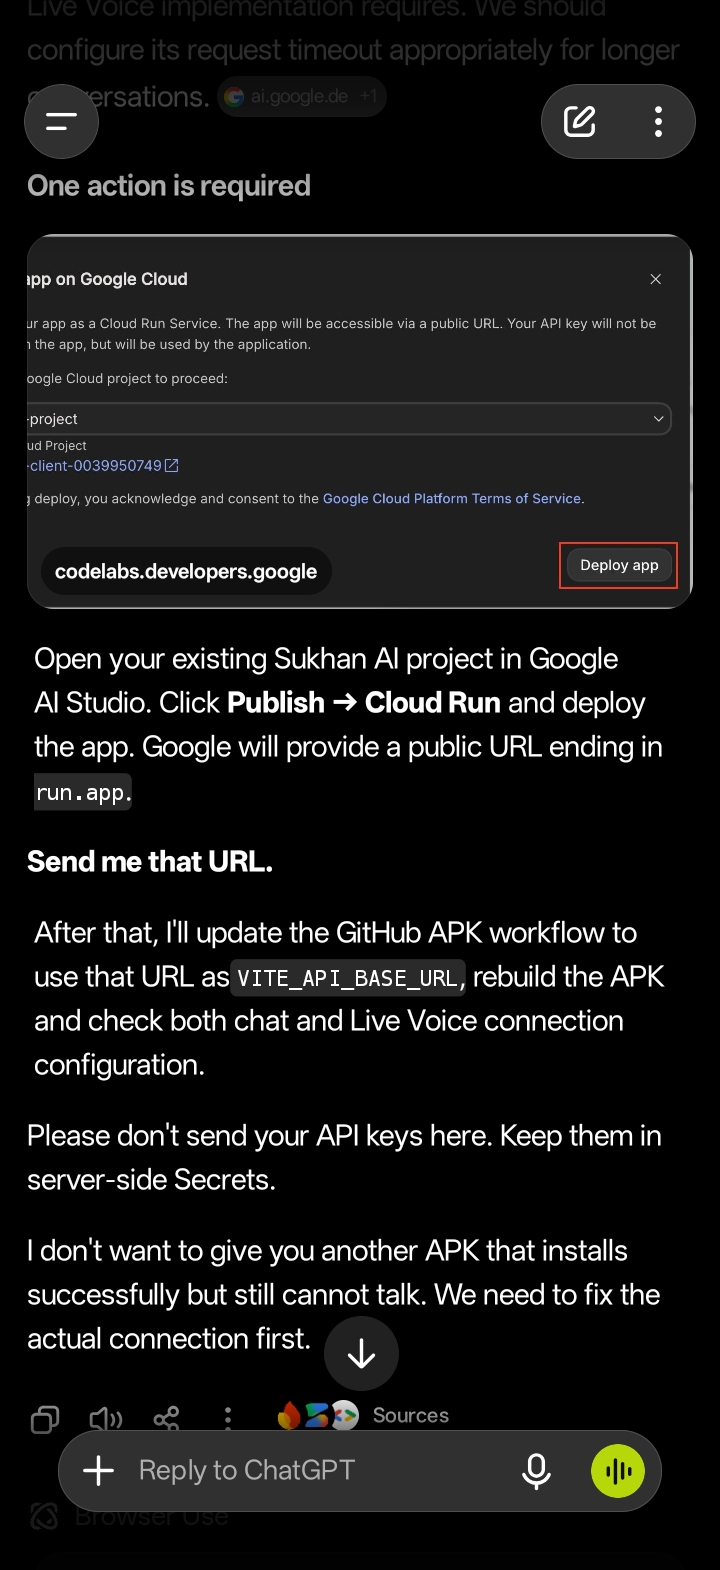 Live Voice implementation requires. We should
configure its request timeout appropriately for longer
ersations. ai.google.de +1
One action is required
app on Google Cloud
ur app as a Cloud Run Service. The app will be accessible via a public URL. Your API key will not be
the app, but will be used by the application.
oogle Cloud project to proceed:
-project
ud Project
-client-0039950749
g deploy, you acknowledge and consent to the Google Cloud Platform Terms of Service.
codelabs.developers.google
Deploy app
Open your existing Sukhan AI project in Google
AI Studio. Click Publish → Cloud Run and deploy
the app. Google will provide a public URL ending in
run.app.
Send me that URL.
After that, I'll update the GitHub APK workflow to
use that URL as VITE_API_BASE_URL, rebuild the APK
and check both chat and Live Voice connection
configuration.
Please don't send your API keys here. Keep them in
server-side Secrets.
I don't want to give you another APK that installs
successfully but still cannot talk. We need to fix the
actual connection first.
Sources
Reply to ChatGPT
Browser Use